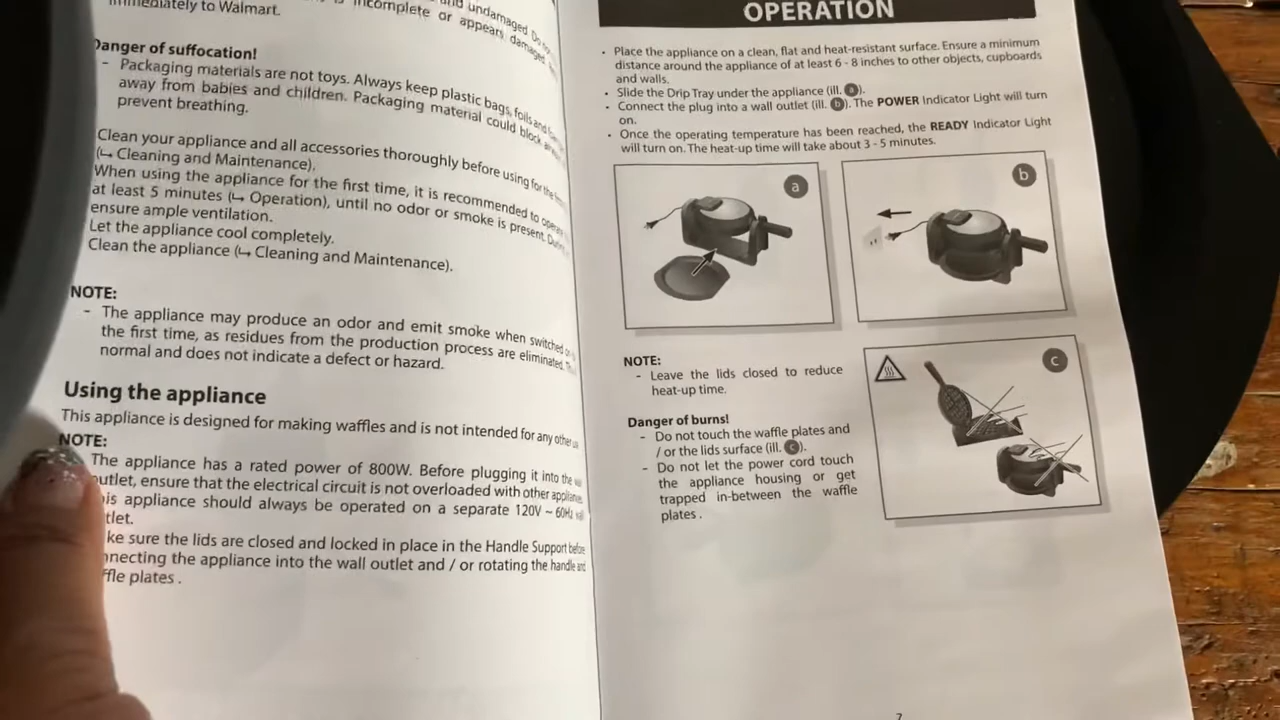 and undamaged. Do
is incomplete or appears damaged,
immediately to Walmart.
Danger of suffocation!
- Packaging materials are not toys. Always keep plastic bags, foils and
away from babies and children. Packaging material could block
prevent breathing.
Clean your appliance and all accessories thoroughly before using for the
(↪ Cleaning and Maintenance).
When using the appliance for the first time, it is recommended to operate
at least 5 minutes (↪ Operation), until no odor or smoke is present.
ensure ample ventilation.
Let the appliance cool completely.
Clean the appliance (↪ Cleaning and Maintenance).
NOTE:
- The appliance may produce an odor and emit smoke when switched
the first time, as residues from the production process are eliminated.
normal and does not indicate a defect or hazard.
Using the appliance
This appliance is designed for making waffles and is not intended for any other
NOTE:
The appliance has a rated power of 800W. Before plugging it into the
outlet, ensure that the electrical circuit is not overloaded with other
appliance should always be operated on a separate 120V ~ 60Hz
ke sure the lids are closed and locked in place in the Handle Support before
the appliance into the wall outlet and / or rotating the handle and
plates .
OPERATION
• Place the appliance on a clean, flat and heat-resistant surface. Ensure a minimum
distance around the appliance of at least 6 - 8 inches to other objects, cupboards
and walls.
• Slide the Drip Tray under the appliance (ill. a).
• Connect the plug into a wall outlet (ill. b). The POWER Indicator Light will turn
on.
• Once the operating temperature has been reached, the READY Indicator Light
will turn on. The heat-up time will take about 3 - 5 minutes.
a
b
NOTE:
- Leave the lids closed to reduce
heat-up time.
Danger of burns!
- Do not touch the waffle plates and
/ or the lids surface (ill. c).
- Do not let the power cord touch
the appliance housing or get
trapped in-between the waffle
plates .
c
7